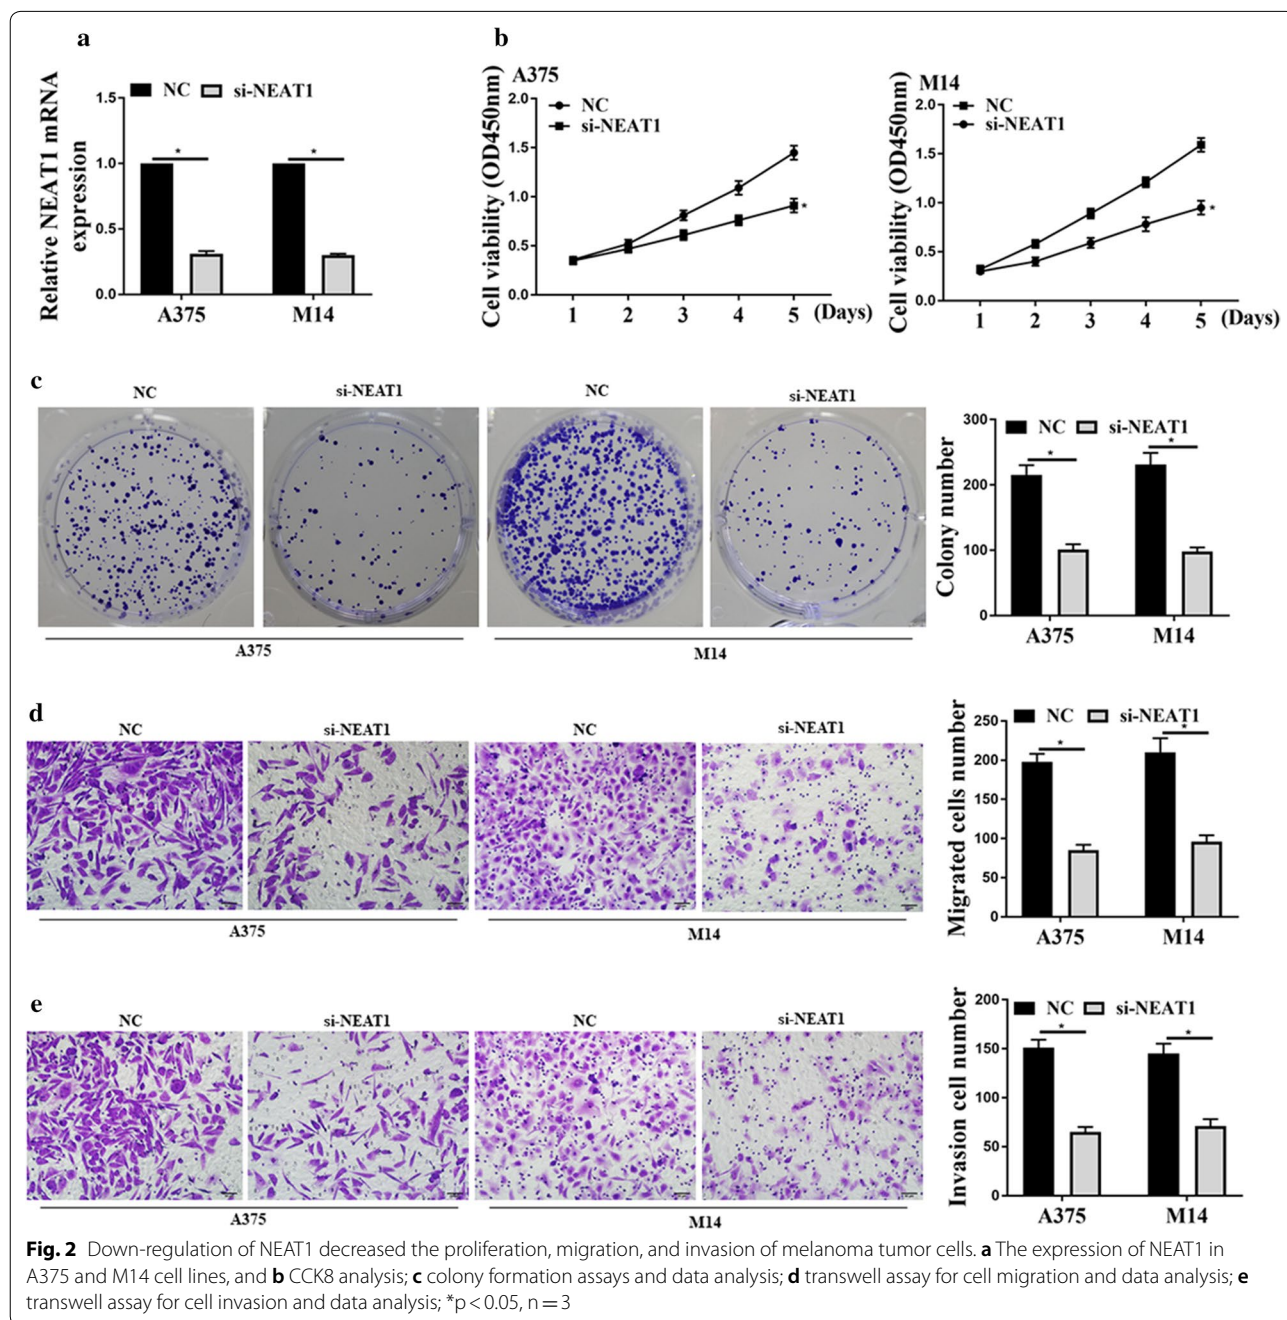 a
NC si-NEAT1
Relative NEAT1 mRNA
expression
1.5
1.0
0.5
0.0
* *
A375 M14
b
A375
NC
si-NEAT1
Cell viability (OD450nm)
2.0
1.5
1.0
0.5
0.0
*
1 2 3 4 5 (Days)
M14
NC
si-NEAT1
Cell viability (OD450nm)
2.0
1.5
1.0
0.5
0.0
*
1 2 3 4 5 (Days)
c
NC si-NEAT1 NC si-NEAT1
A375 M14
NC si-NEAT1
Colony number
300
200
100
0
* *
A375 M14
d
NC si-NEAT1 NC si-NEAT1
A375 M14
NC si-NEAT1
Migrated cells number
250
200
150
100
50
0
* *
A375 M14
e
NC si-NEAT1 NC si-NEAT1
A375 M14
NC si-NEAT1
Invasion cell number
200
150
100
50
0
* *
A375 M14
Fig. 2 Down-regulation of NEAT1 decreased the proliferation, migration, and invasion of melanoma tumor cells. a The expression of NEAT1 in
A375 and M14 cell lines, and b CCK8 analysis; c colony formation assays and data analysis; d transwell assay for cell migration and data analysis; e
transwell assay for cell invasion and data analysis; *p < 0.05, n = 3